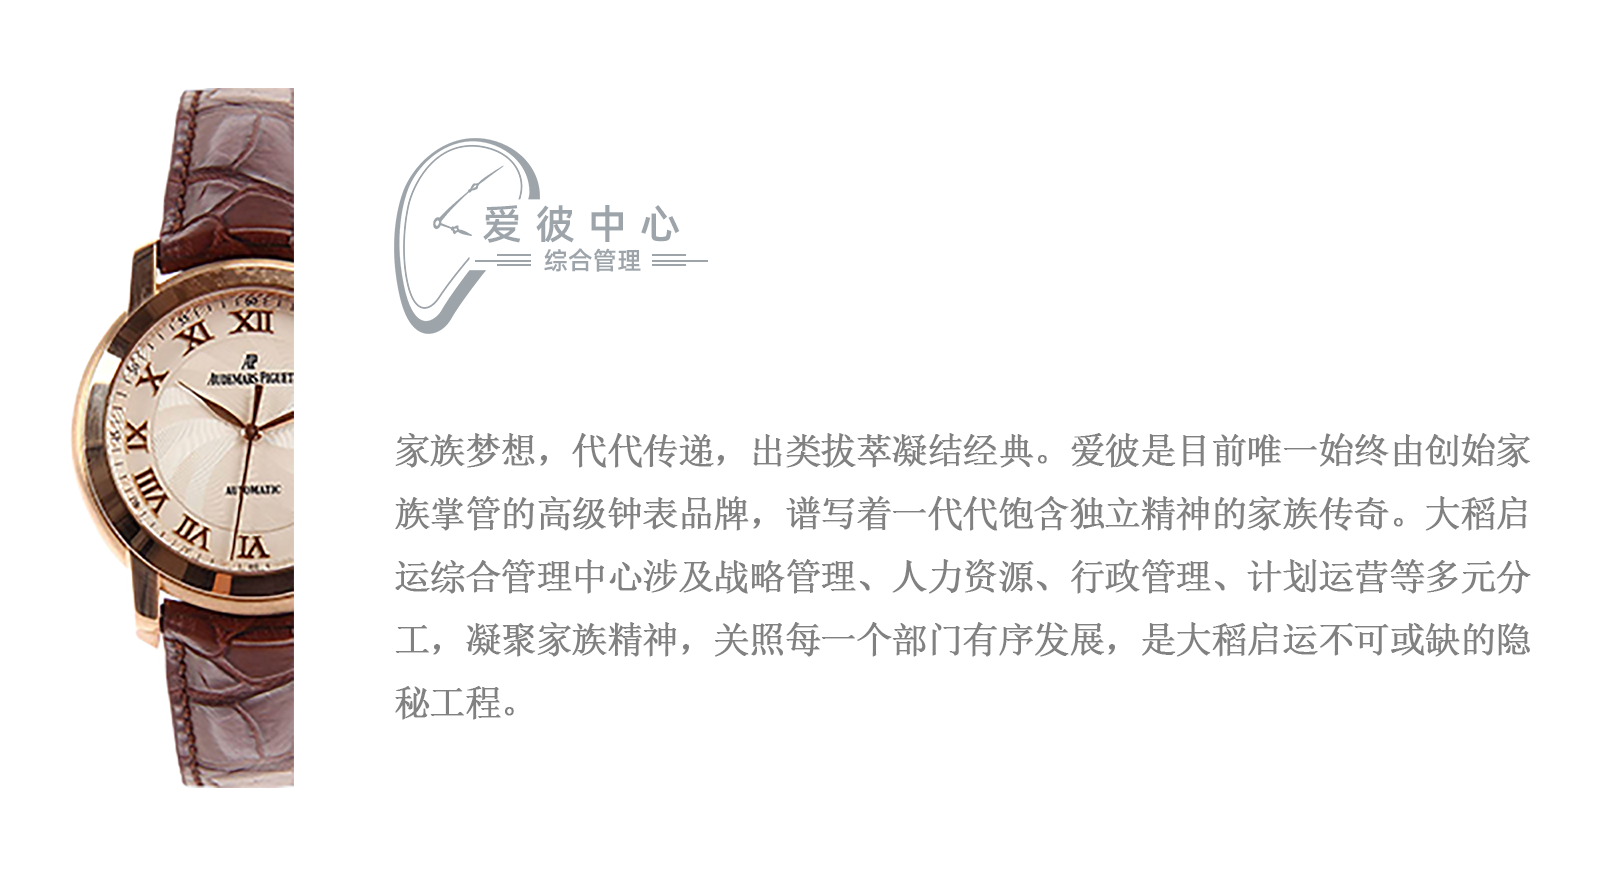 爱彼中心
综合管理
XII
XI
X
IX
VIII
VII
VI
AP
AUDEMARS PIGUET
AUTOMATIC
家族梦想，代代传递，出类拔萃凝结经典。爱彼是目前唯一始终由创始家
族掌管的高级钟表品牌，谱写着一代代饱含独立精神的家族传奇。大稻启
运综合管理中心涉及战略管理、人力资源、行政管理、计划运营等多元分
工，凝聚家族精神，关照每一个部门有序发展，是大稻启运不可或缺的隐
秘工程。